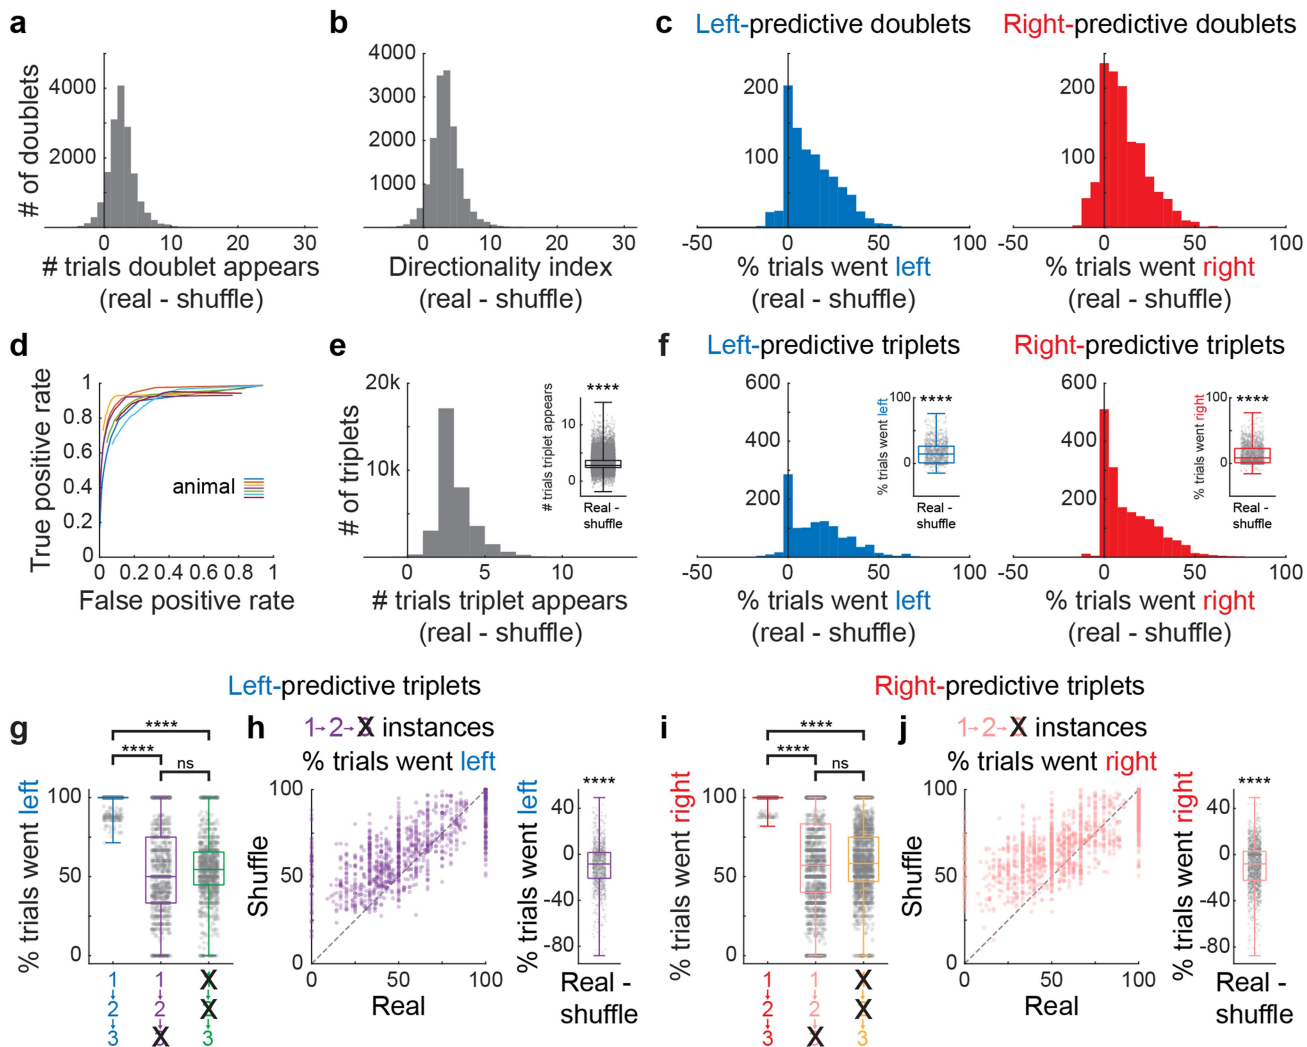 a
# of doublets
4000
2000
0
10
20
30
# trials doublet appears
(real - shuffle)
b
4000
3000
2000
1000
0
10
20
30
Directionality index
(real - shuffle)
c
Left-predictive doublets
200
100
-50
0
50
100
% trials went left
(real - shuffle)
Right-predictive doublets
200
100
-50
0
50
100
% trials went right
(real - shuffle)
d
True positive rate
1
0.8
0.6
0.4
0.2
0
animal
0
0.2
0.4
0.6
0.8
1
False positive rate
e
# of triplets
20k
10k
0
5
10
# trials triplet appears
(real - shuffle)
# trials triplet appears
****
10
0
Real -
shuffle
f
Left-predictive triplets
600
400
200
-50
0
50
100
% trials went left
(real - shuffle)
% trials went left
100
0
****
Real -
shuffle
Right-predictive triplets
600
400
200
-50
0
50
100
% trials went right
(real - shuffle)
% trials went right
100
0
****
Real -
shuffle
Left-predictive triplets
g
****
****
ns
% trials went left
100
50
0
1 1 X
2 2 X
3 X 3
h
1→2→X instances
% trials went left
Shuffle
100
50
0
0
50
100
Real
% trials went left
****
40
0
-40
-80
Real -
shuffle
Right-predictive triplets
i
****
****
ns
% trials went right
100
50
0
1 1 X
2 2 X
3 X 3
j
1→2→X instances
% trials went right
Shuffle
100
50
0
0
50
100
Real
% trials went right
****
40
0
-40
-80
Real -
shuffle